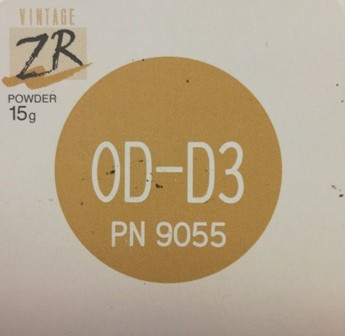 VINTAGE
ZR
POWDER
15g
OD-D3
PN 9055